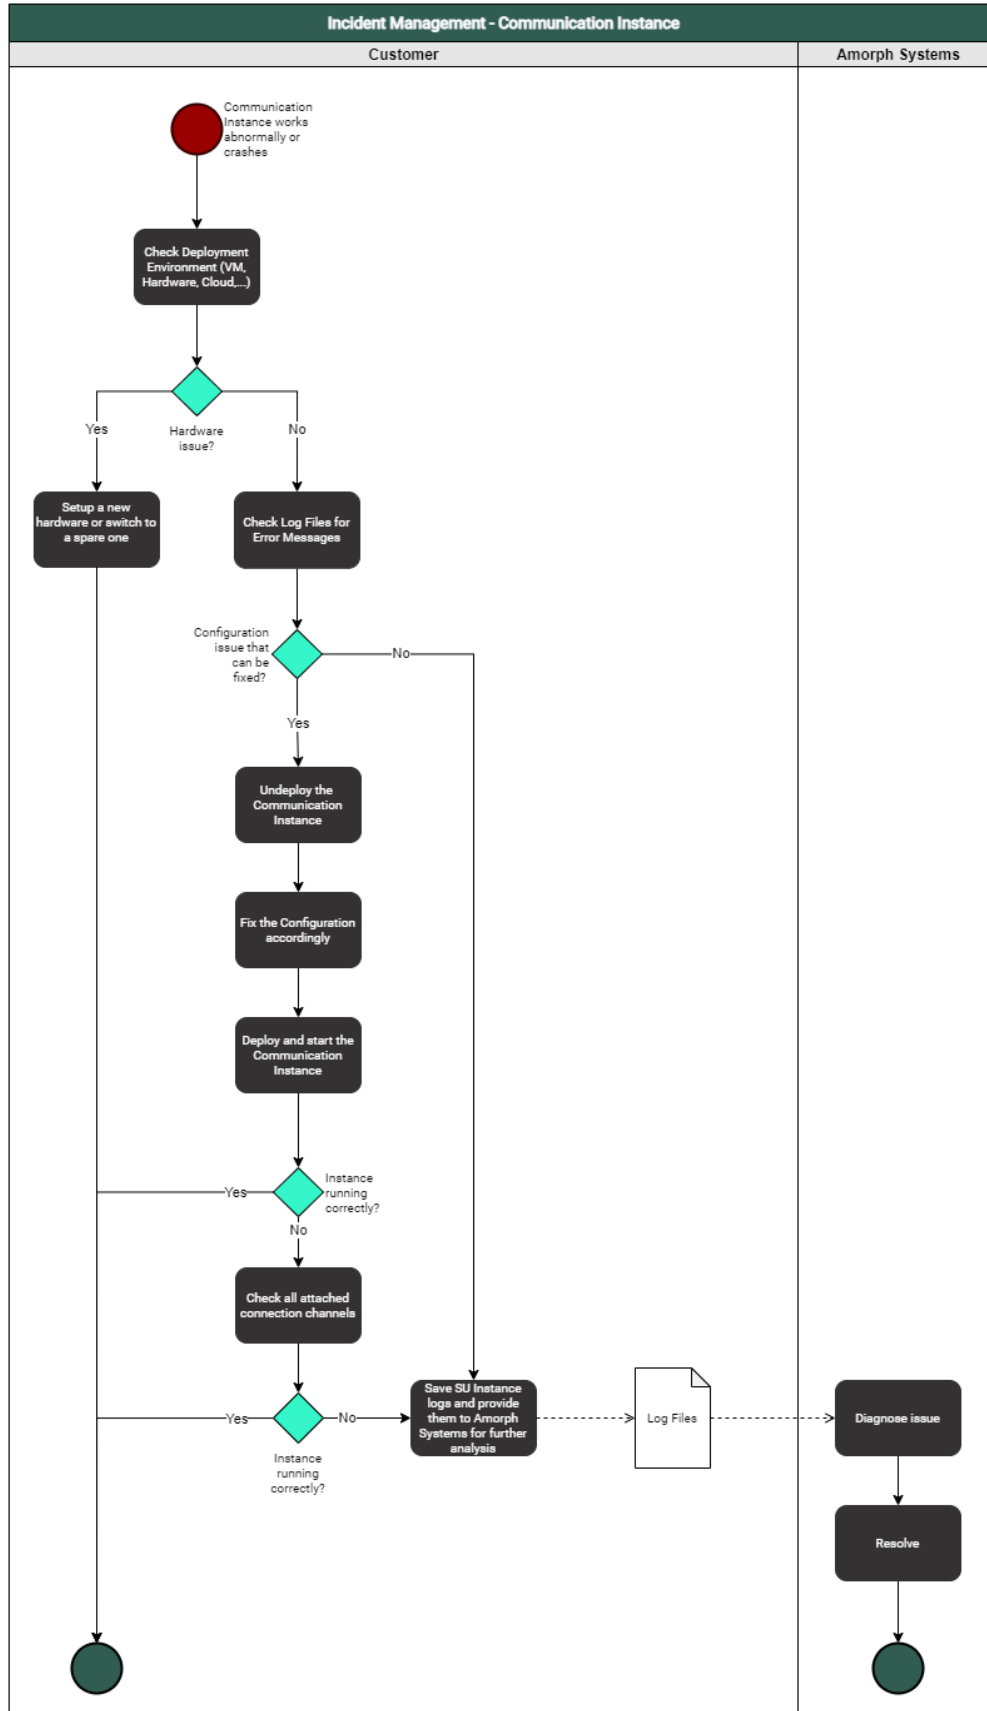 Incident Management - Communication Instance
Customer
Amorph Systems
Communication
Instance works
abnormally or
crashes
Check Deployment
Environment (VM,
Hardware, Cloud,...)
Hardware
issue?
Yes
No
Setup a new
hardware or switch to
a spare one
Check Log Files for
Error Messages
Configuration
issue that
can be
fixed?
No
Yes
Undeploy the
Communication
Instance
Fix the Configuration
accordingly
Deploy and start the
Communication
Instance
Instance
running
correctly?
Yes
No
Check all attached
connection channels
Yes
No
Instance
running
correctly?
Save SU Instance
logs and provide
them to Amorph
Systems for further
analysis
Log Files
Diagnose issue
Resolve